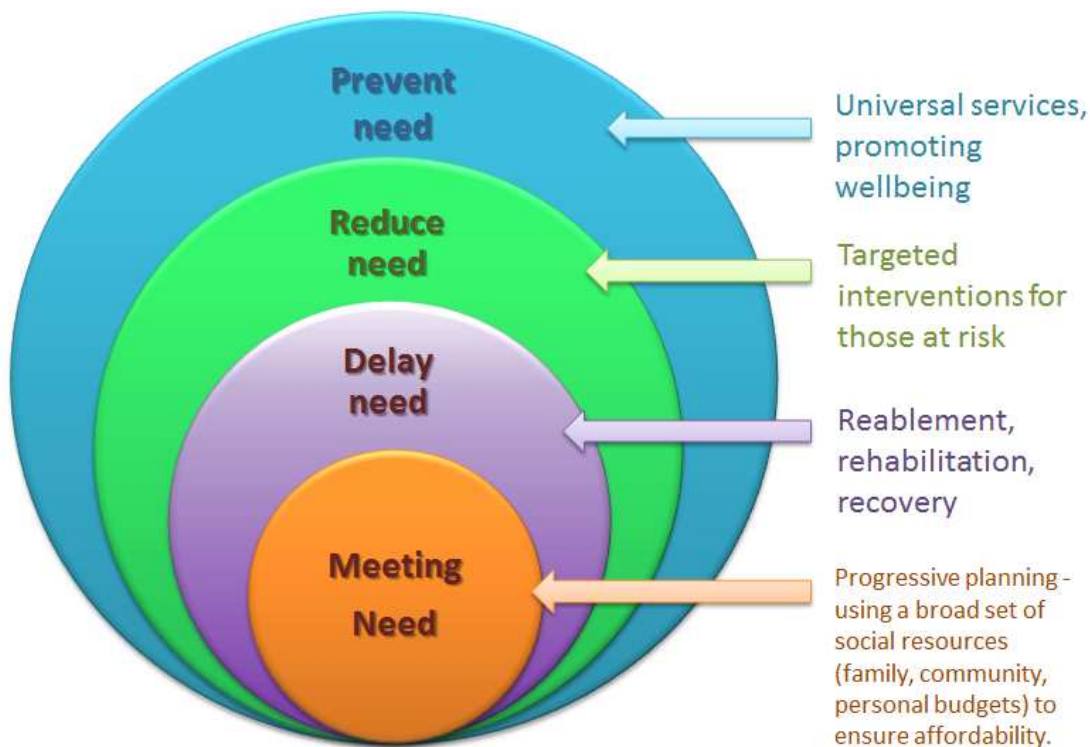 Prevent
need
Universal services,
promoting
wellbeing
Reduce
need
Targeted
interventions for
those at risk
Delay
need
Reablement,
rehabilitation,
recovery
Meeting
Need
Progressive planning -
using a broad set of
social resources
(family, community,
personal budgets) to
ensure affordability.